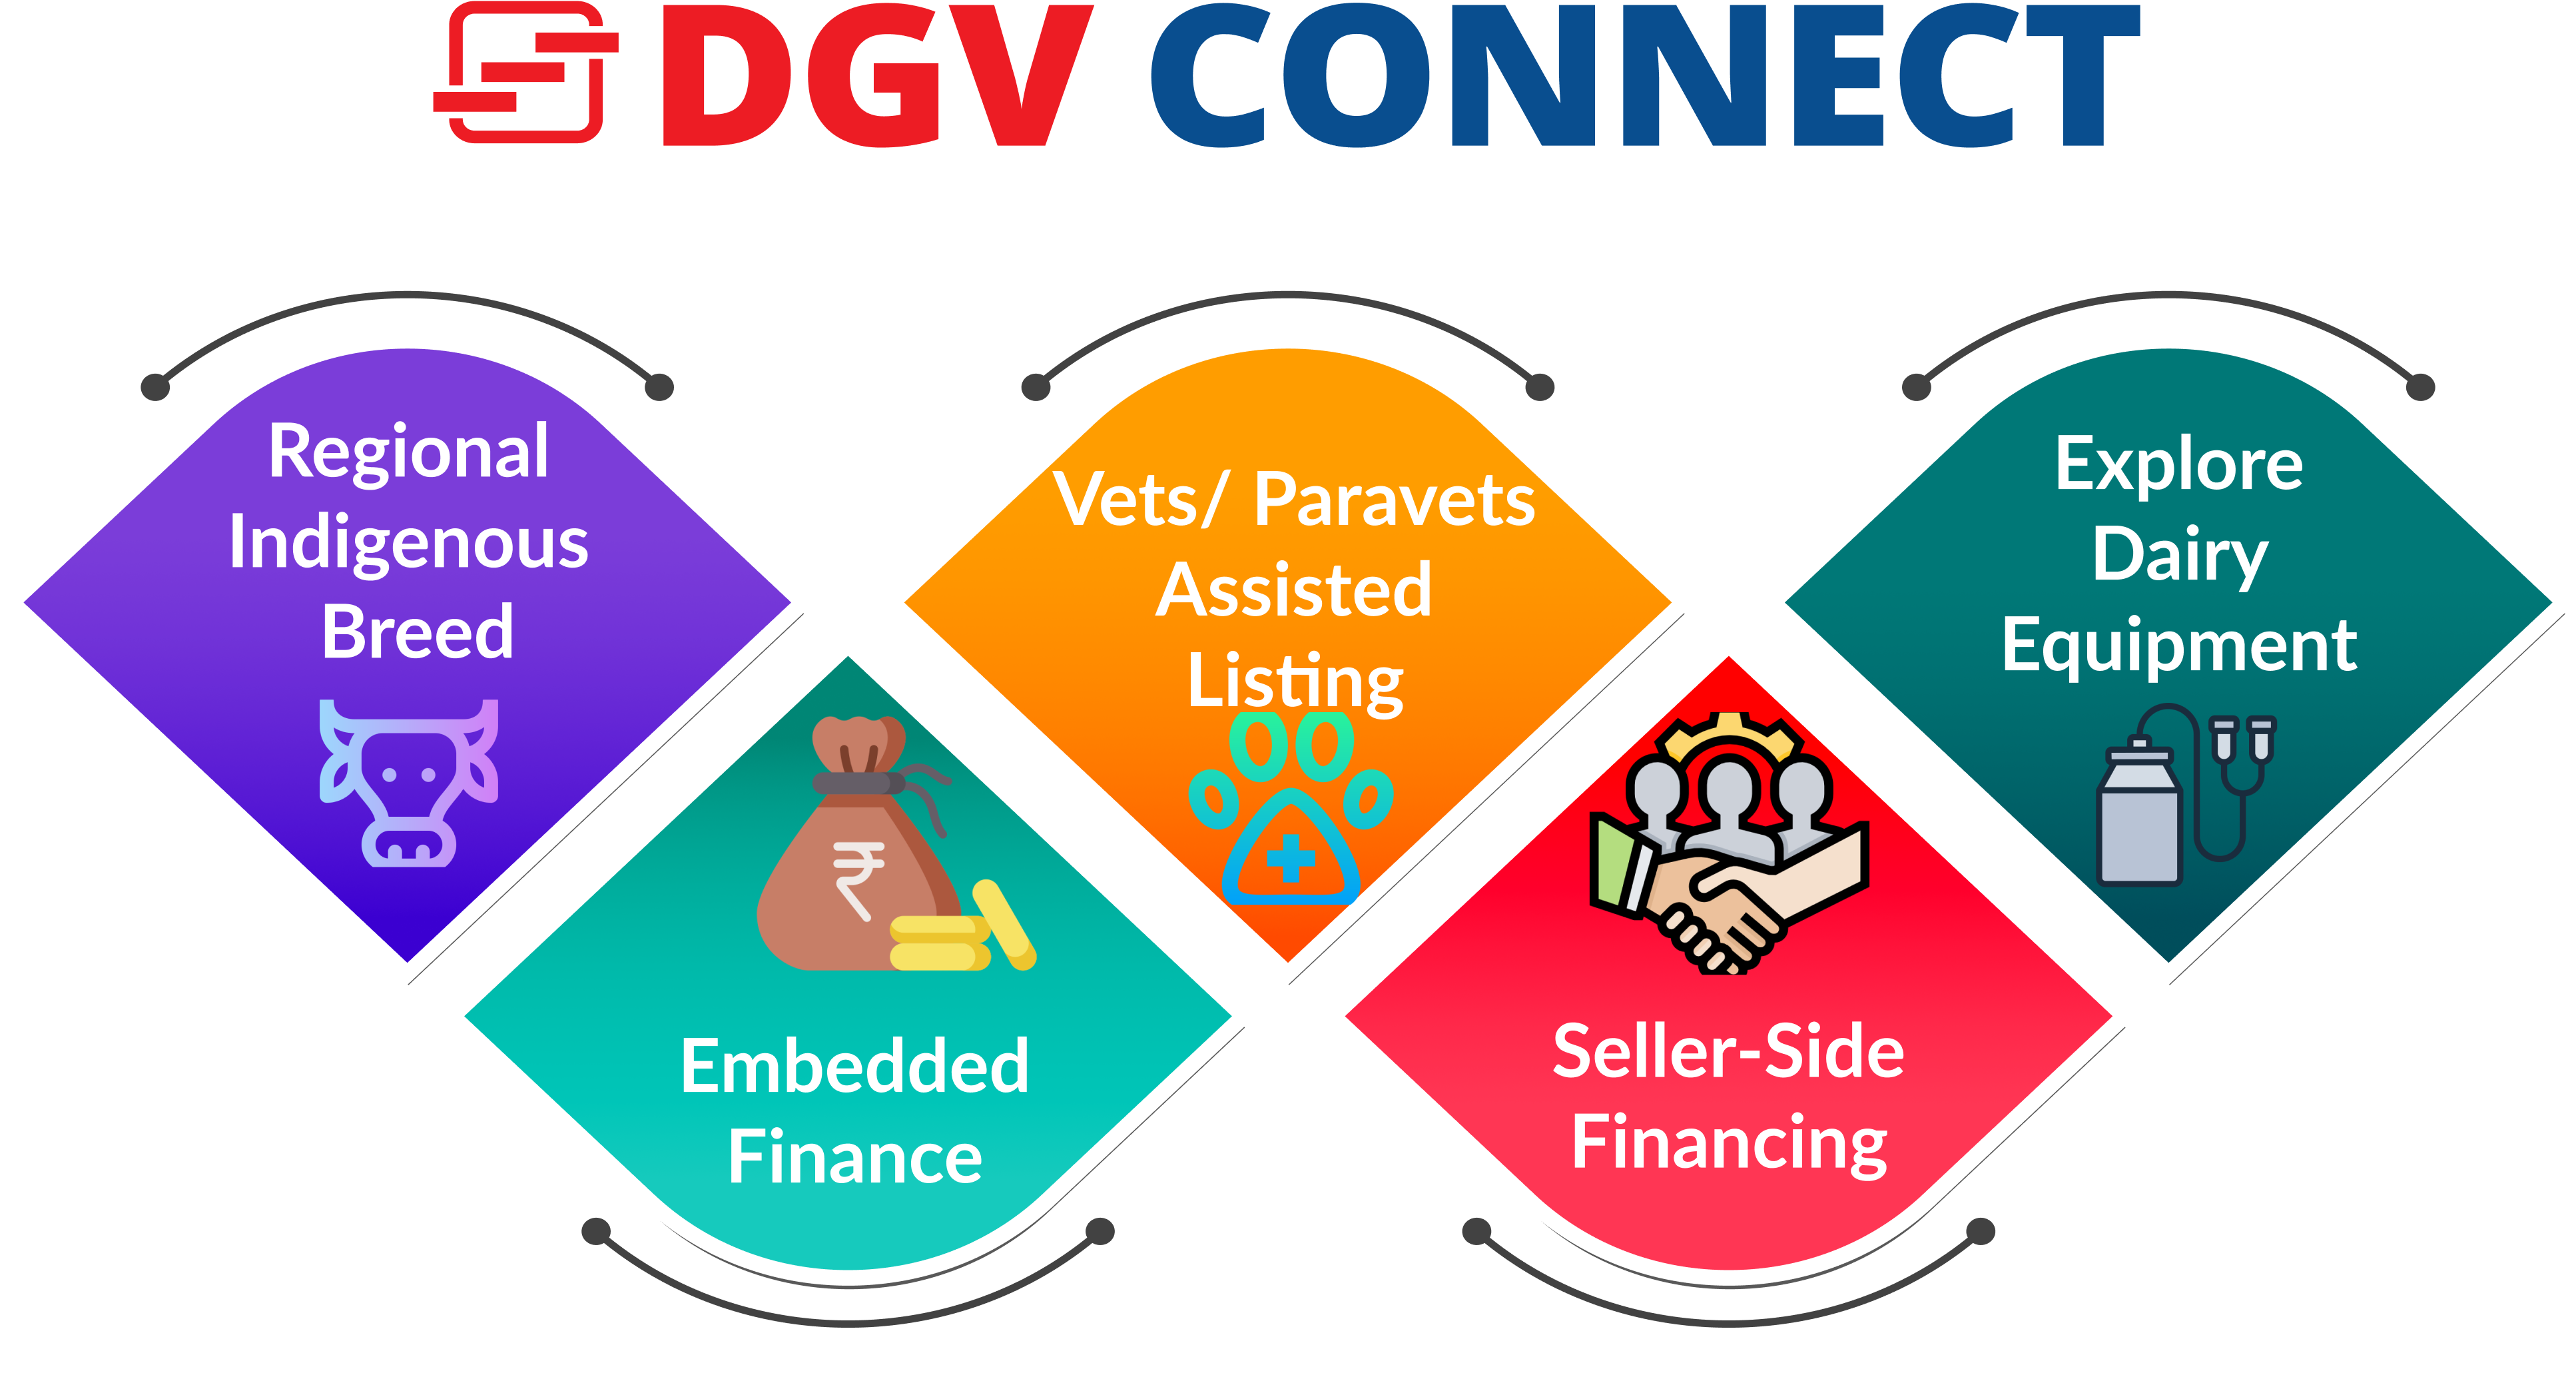 DGV CONNECT
Regional
Indigenous
Breed
Embedded
Finance
Vets/ Paravets
Assisted
Listing
Seller-Side
Financing
Explore
Dairy
Equipment
₹